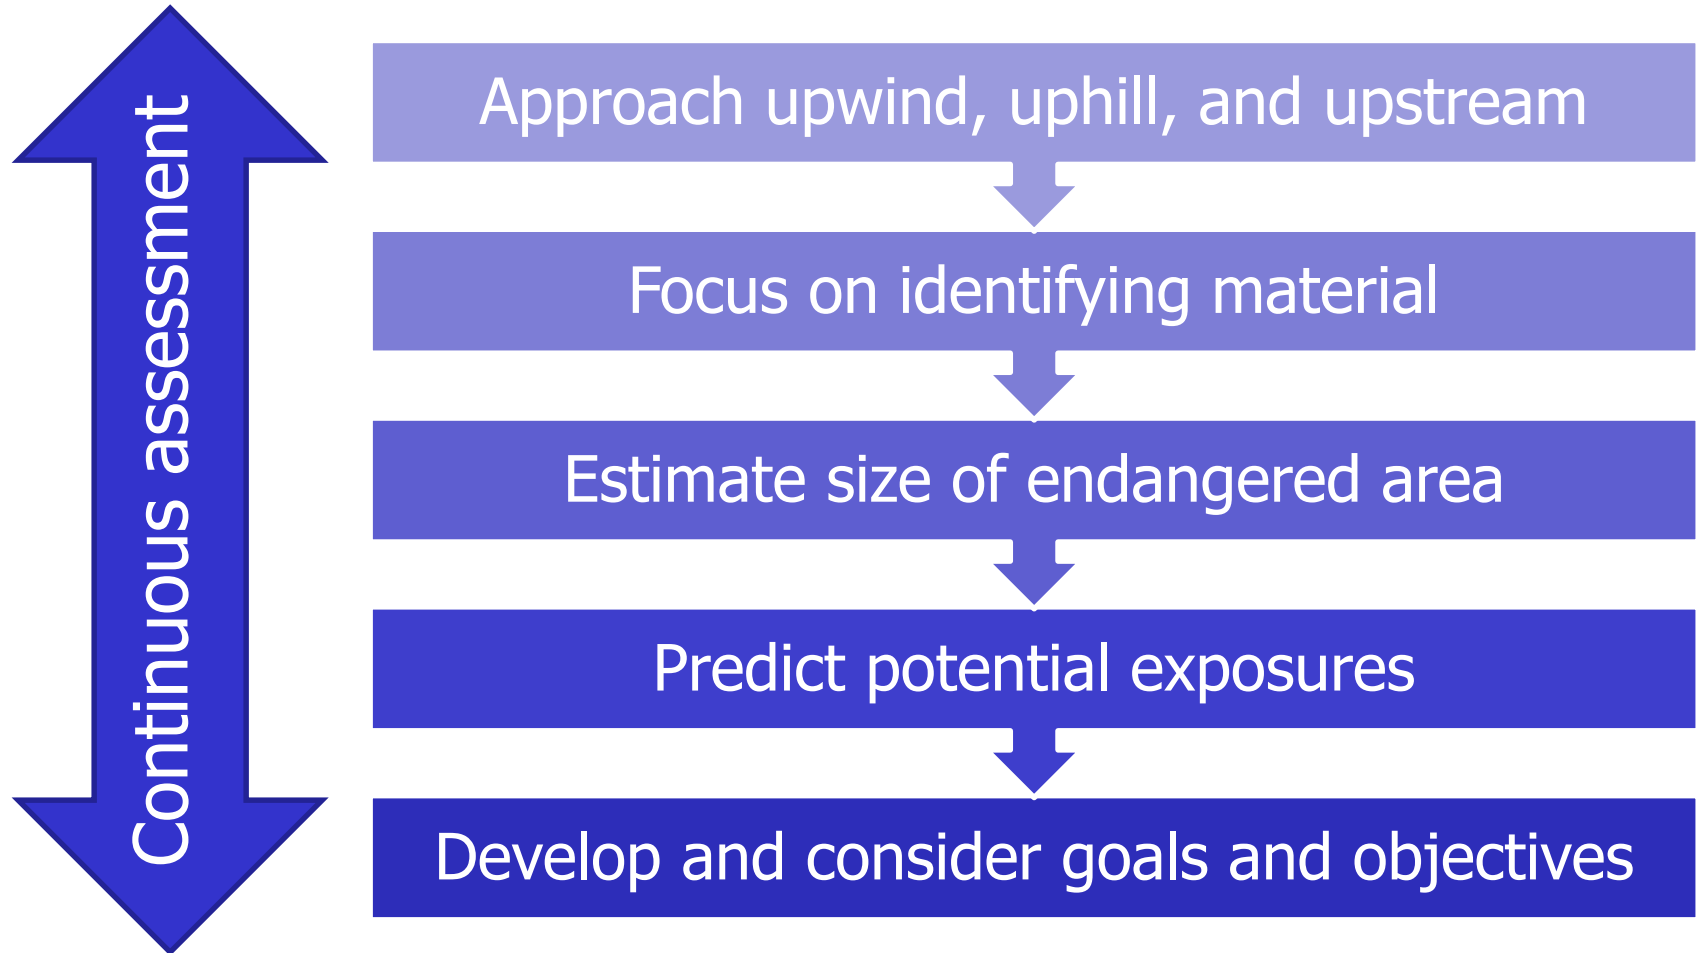 Continuous assessment
Approach upwind, uphill, and upstream
Focus on identifying material
Estimate size of endangered area
Predict potential exposures
Develop and consider goals and objectives